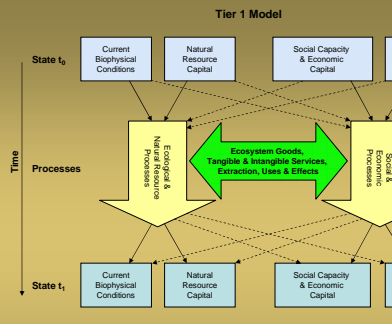 Tier 1 Model
State t0
Current
Biophysical
Conditions
Natural
Resource
Capital
Social Capacity
& Economic
Capital
Time
Processes
Ecological &
Natural Resource
Processes
Ecosystem Goods,
Tangible & Intangible Services,
Extraction, Uses & Effects
Social &
Economic
Processes
State t1
Current
Biophysical
Conditions
Natural
Resource
Capital
Social Capacity
& Economic
Capital